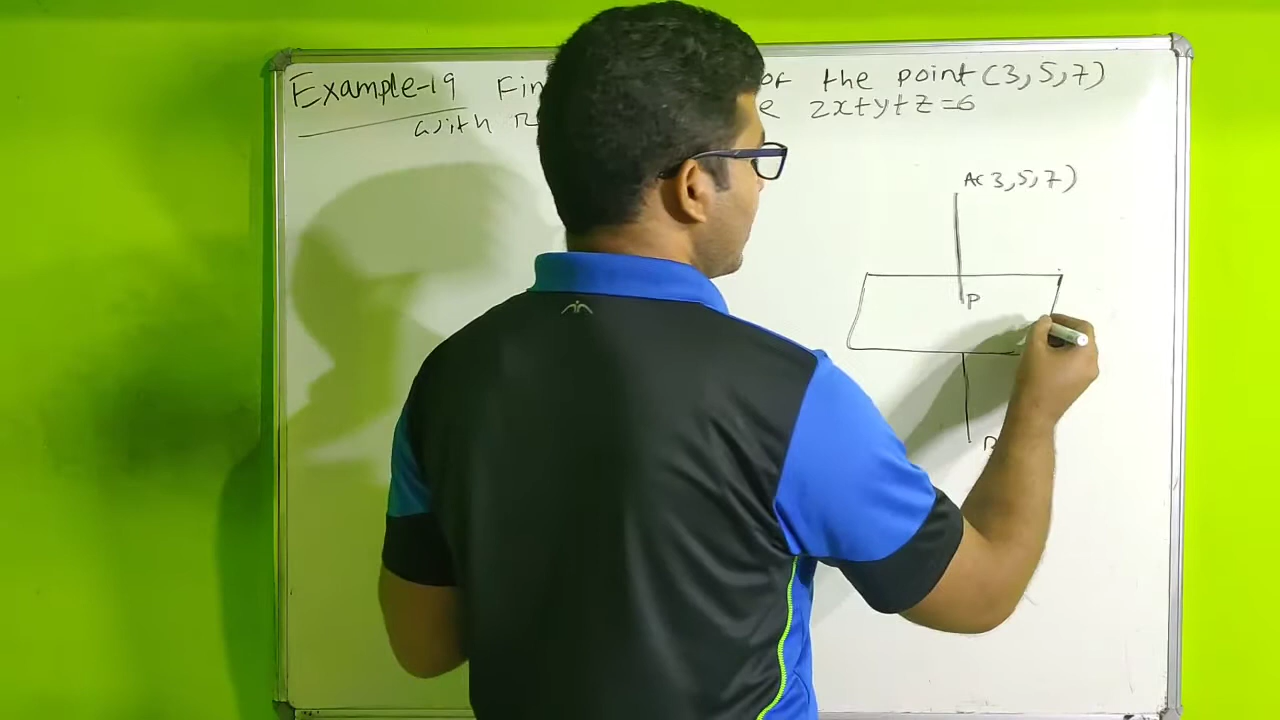 Example-19 Fin of the point (3,5,7)
with R e 2x+y+z=6
A(3,5,7)
P